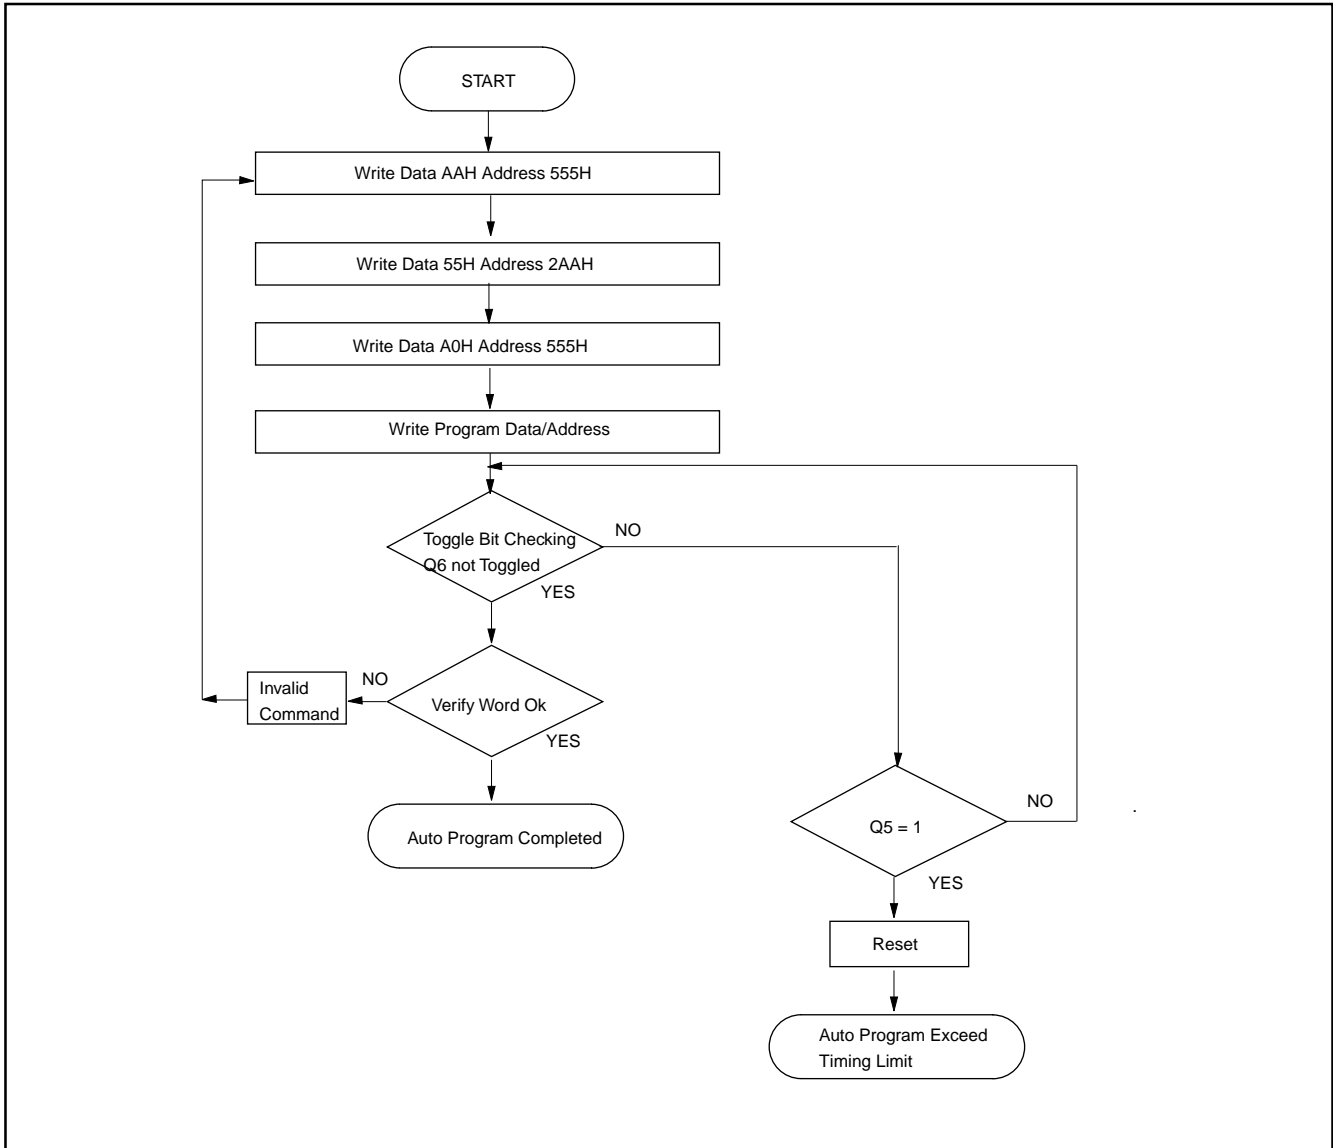 START
Write Data AAH Address 555H
Write Data 55H Address 2AAH
Write Data A0H Address 555H
Write Program Data/Address
Toggle Bit Checking
Q6 not Toggled
NO
YES
Invalid
Command
NO
Verify Word Ok
YES
Auto Program Completed
Q5 = 1
NO
YES
Reset
Auto Program Exceed
Timing Limit